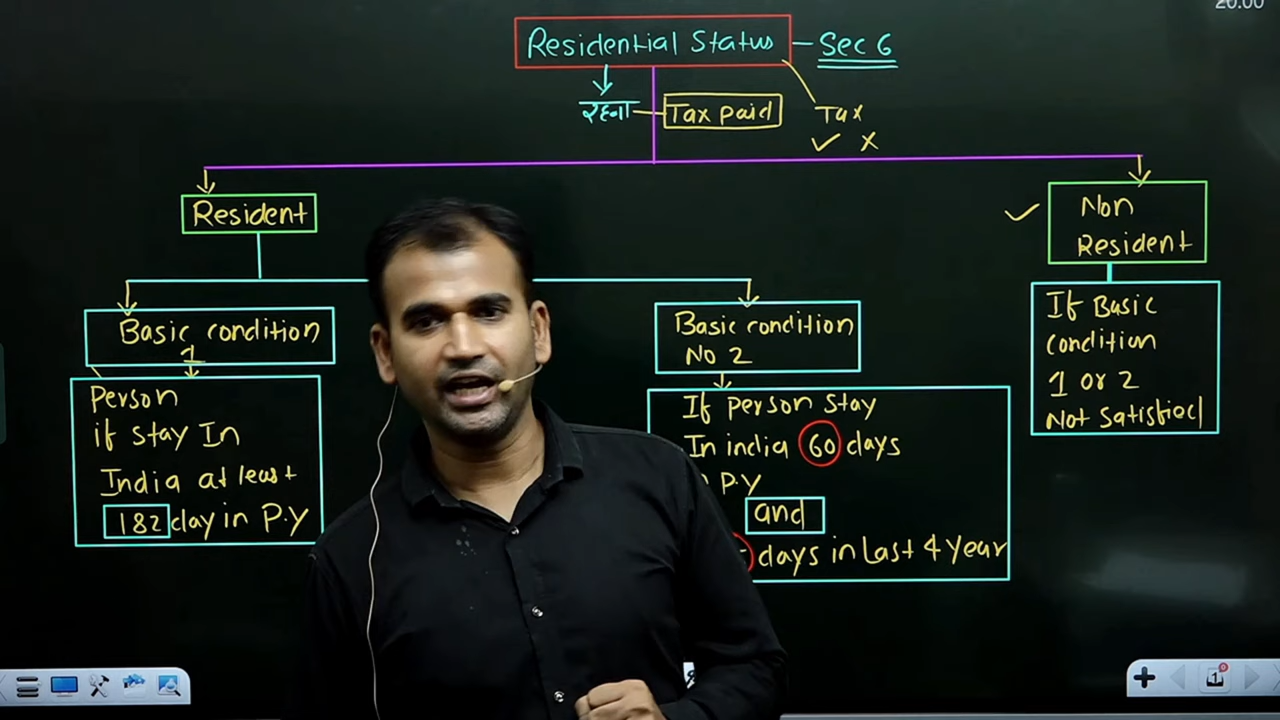 20:00
Residential Status - Sec 6
रहना - Tax paid
Tax
✓ x
Resident
Non
Resident
Basic condition
1
Person
if stay In
India at least
182 day in P.Y
Basic condition
No 2
If person stay
In india 60 days
P.Y
and
days in last 4 year
If Basic
condition
1 or 2
Not satisfied
1